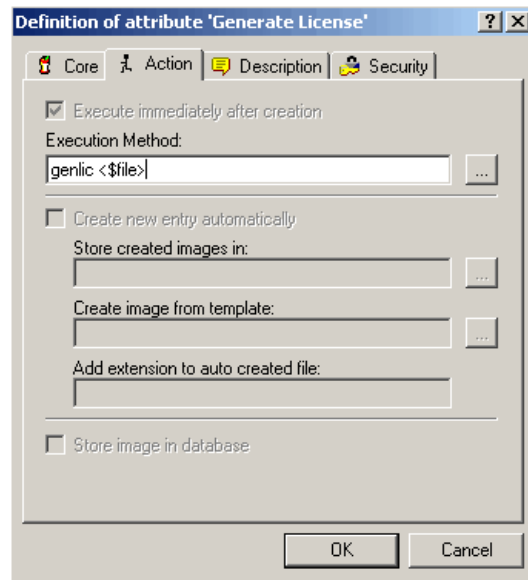 Definition of attribute 'Generate License'
Core Action Description Security
Execute immediately after creation
Execution Method:
genlic <$file>
...
Create new entry automatically
Store created images in:
...
Create image from template:
...
Add extension to auto created file:
Store image in database
OK Cancel